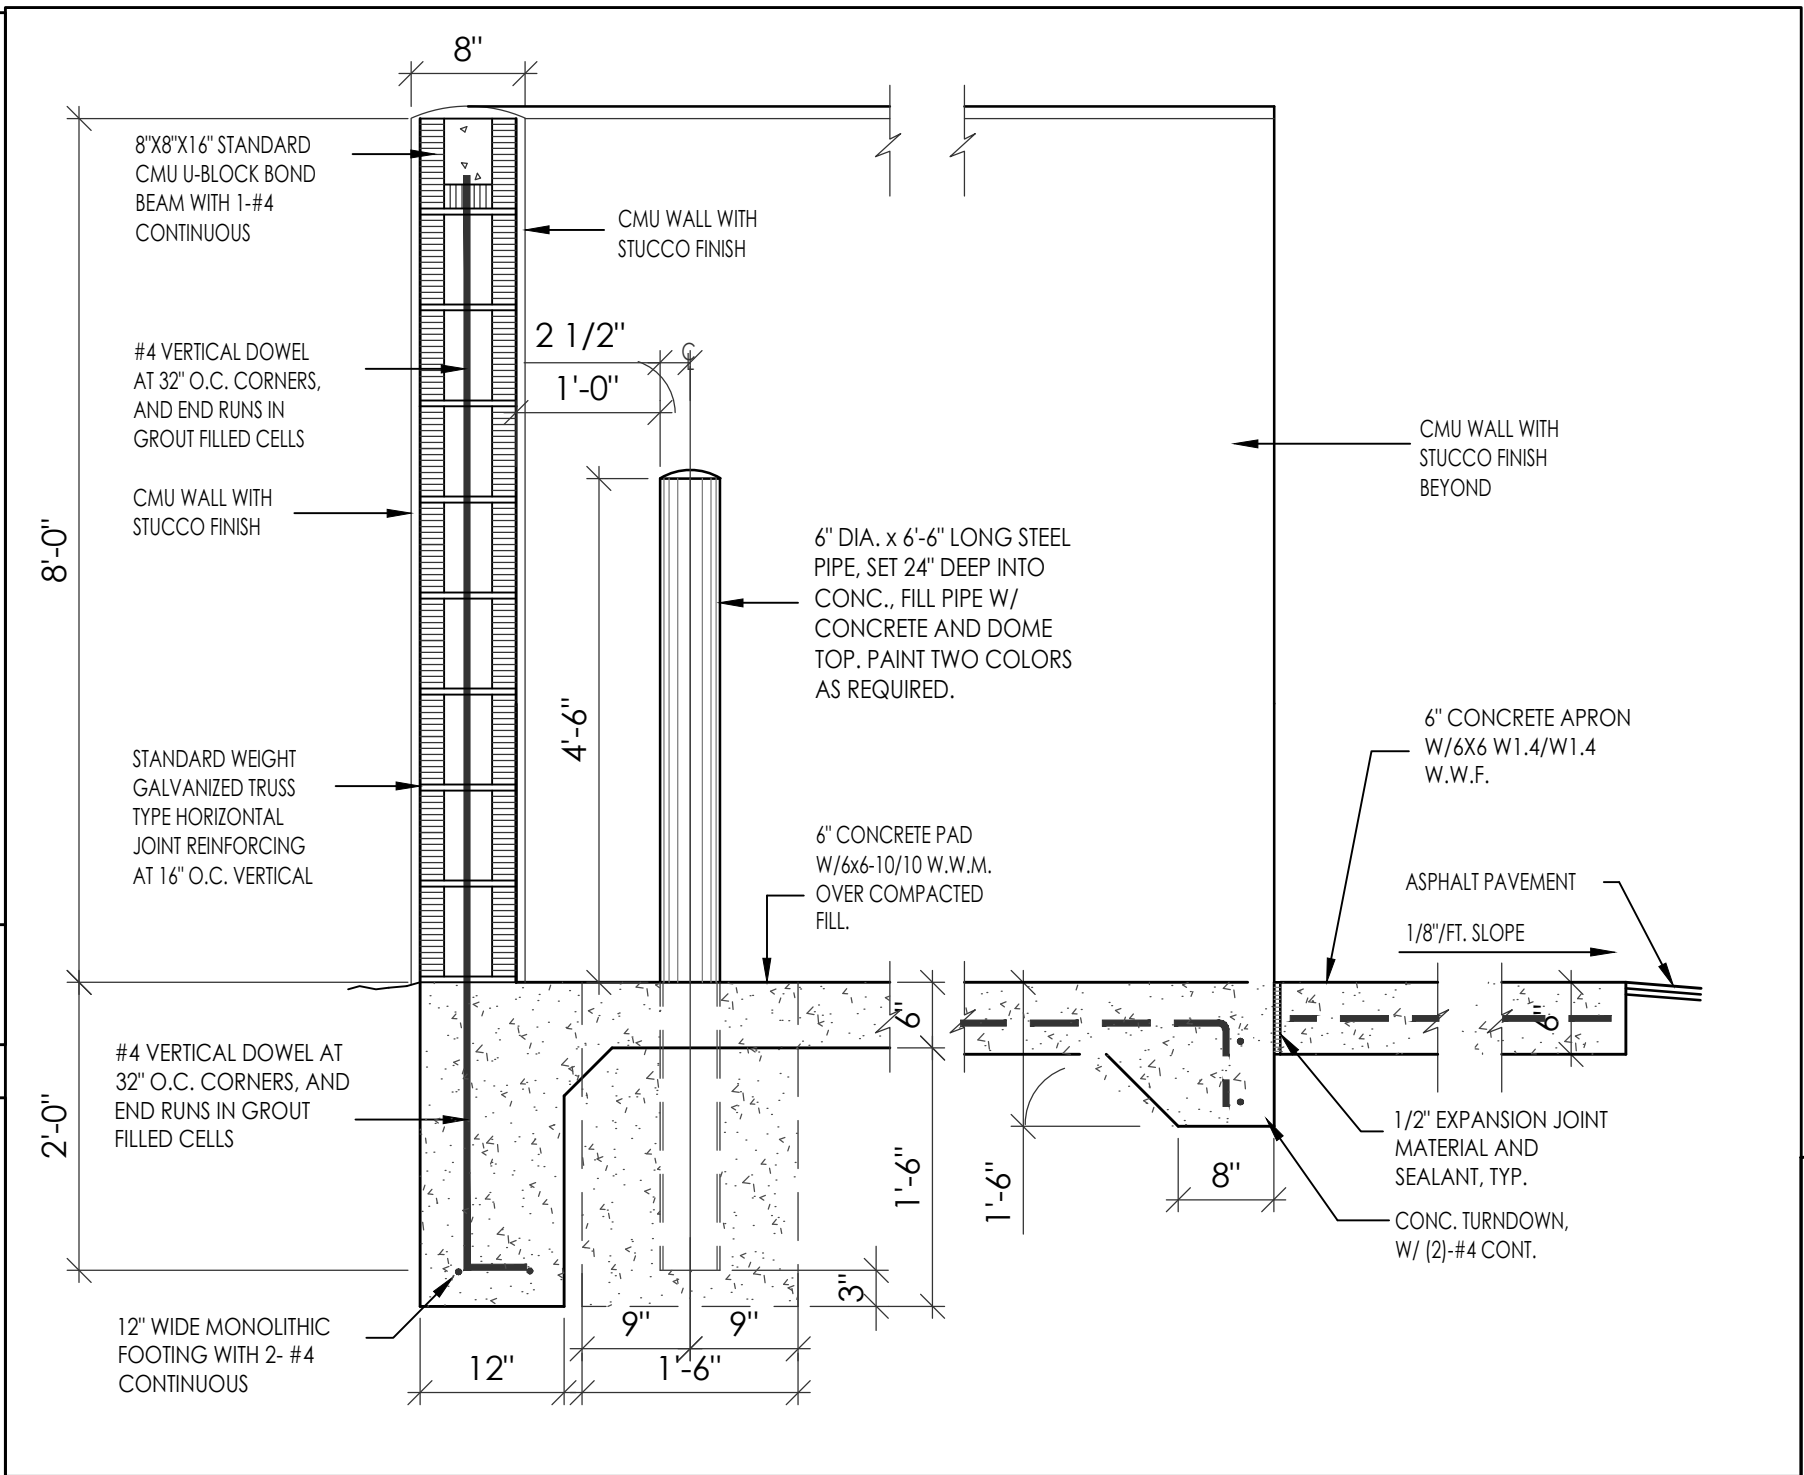 8"
8"X8"X16" STANDARD
CMU U-BLOCK BOND
BEAM WITH 1-#4
CONTINUOUS
CMU WALL WITH
STUCCO FINISH
#4 VERTICAL DOWEL
AT 32" O.C. CORNERS,
AND END RUNS IN
GROUT FILLED CELLS
2 1/2"
℄
1'-0"
CMU WALL WITH
STUCCO FINISH
BEYOND
CMU WALL WITH
STUCCO FINISH
8'-0"
6" DIA. x 6'-6" LONG STEEL
PIPE, SET 24" DEEP INTO
CONC., FILL PIPE W/
CONCRETE AND DOME
TOP. PAINT TWO COLORS
AS REQUIRED.
4'-6"
6" CONCRETE APRON
W/6X6 W1.4/W1.4
W.W.F.
STANDARD WEIGHT
GALVANIZED TRUSS
TYPE HORIZONTAL
JOINT REINFORCING
AT 16" O.C. VERTICAL
6" CONCRETE PAD
W/6x6-10/10 W.W.M.
OVER COMPACTED
FILL.
ASPHALT PAVEMENT
1/8"/FT. SLOPE
6"
6"
#4 VERTICAL DOWEL AT
32" O.C. CORNERS, AND
END RUNS IN GROUT
FILLED CELLS
2'-0"
1'-6"
1'-6"
8"
1/2" EXPANSION JOINT
MATERIAL AND
SEALANT, TYP.
CONC. TURNDOWN,
W/ (2)-#4 CONT.
3"
12" WIDE MONOLITHIC
FOOTING WITH 2- #4
CONTINUOUS
9"
9"
12"
1'-6"